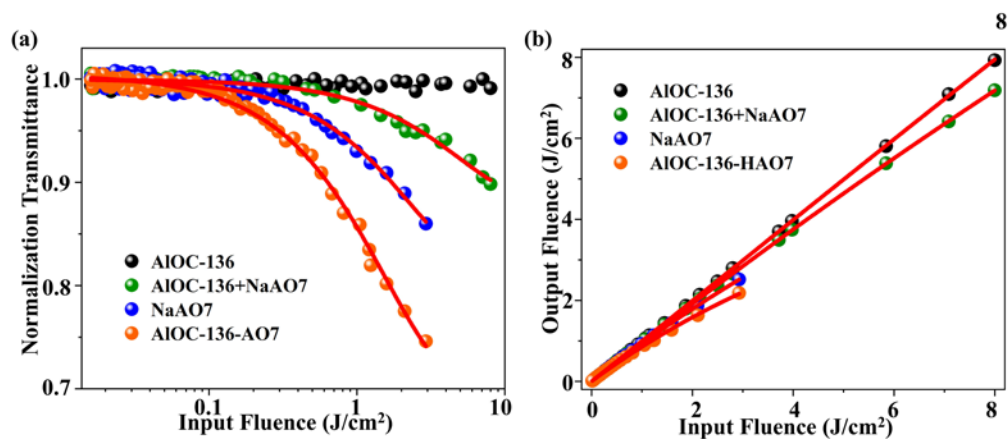 8
(a)
Normalization Transmittance
1.0
0.9
0.8
0.7
AlOC-136
AlOC-136+NaAO7
NaAO7
AlOC-136-AO7
0.1
1
10
Input Fluence (J/cm²)
(b)
Output Fluence (J/cm²)
8
6
4
2
0
AlOC-136
AlOC-136+NaAO7
NaAO7
AlOC-136-HAO7
0
2
4
6
8
Input Fluence (J/cm²)